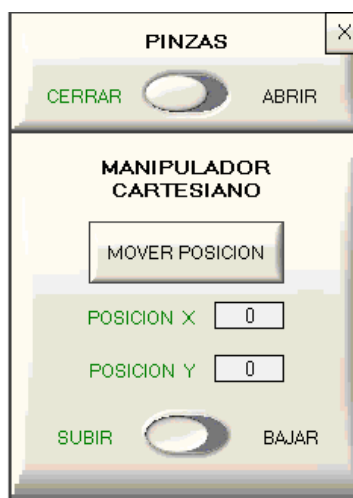 X
PINZAS
CERRAR ABRIR
MANIPULADOR
CARTESIANO
MOVER POSICION
POSICION X 0
POSICION Y 0
SUBIR BAJAR